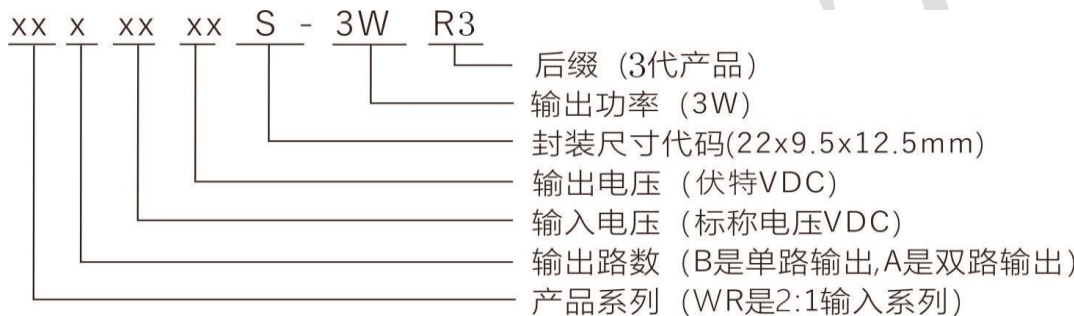 xx x xx xx S - 3W R3
后缀 (3代产品)
输出功率 (3W)
封装尺寸代码(22x9.5x12.5mm)
输出电压 (伏特VDC)
输入电压 (标称电压VDC)
输出路数 (B是单路输出,A是双路输出)
产品系列 (WR是2:1输入系列)